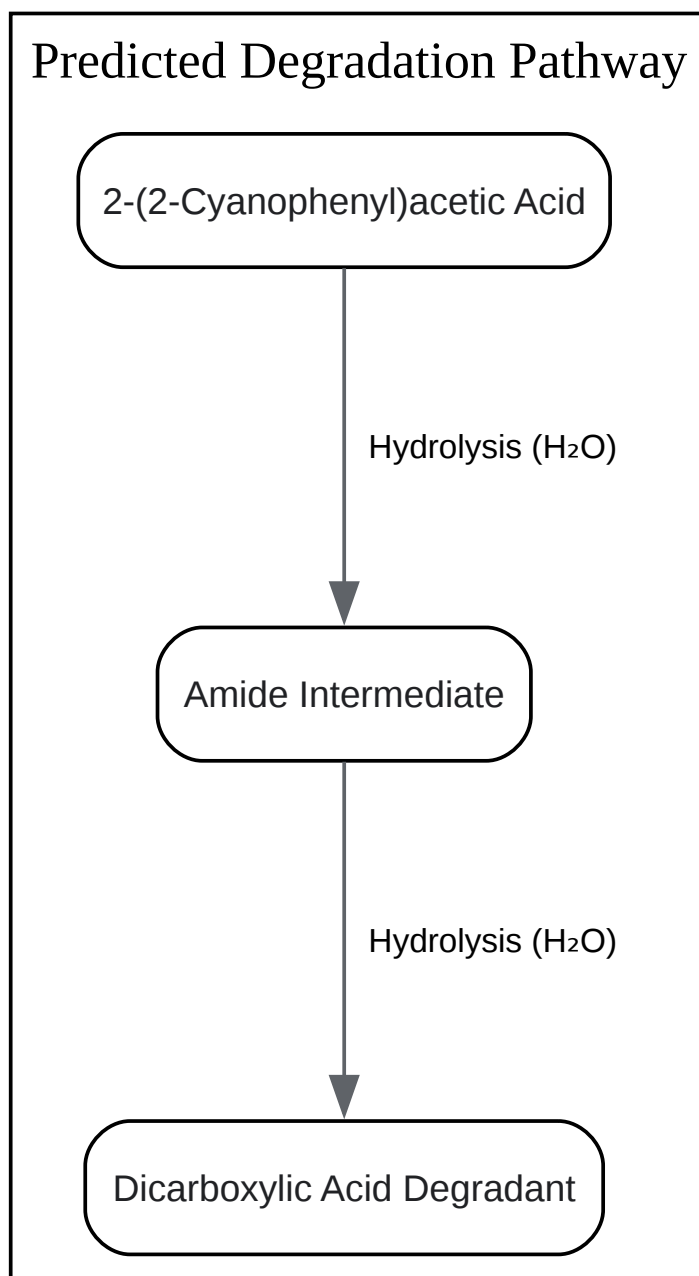 Predicted Degradation Pathway
2-(2-Cyanophenyl)acetic Acid
Hydrolysis (H₂O)
Amide Intermediate
Hydrolysis (H₂O)
Dicarboxylic Acid Degradant